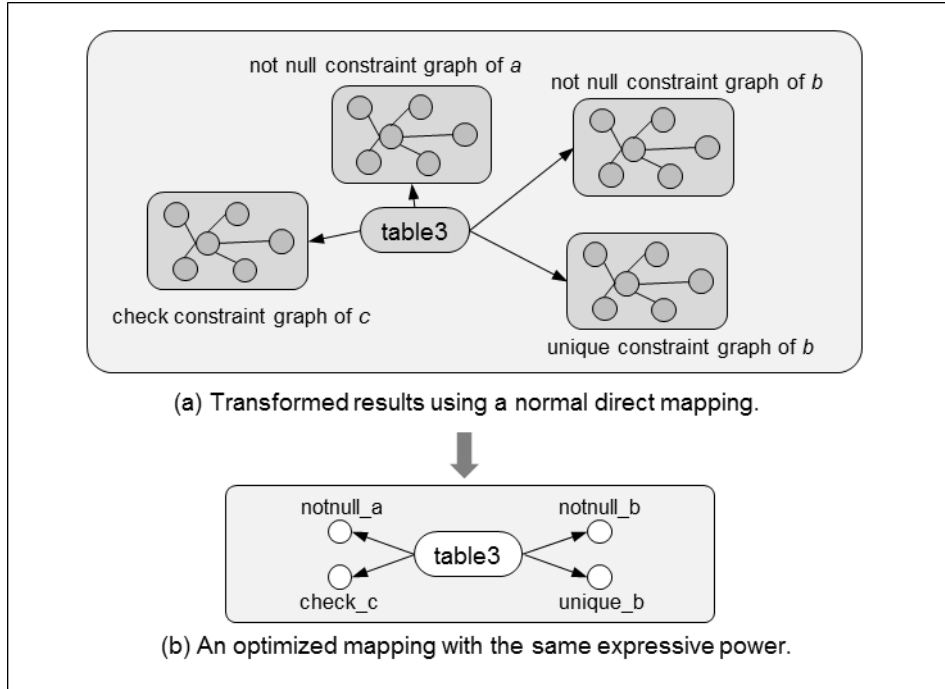 not null constraint graph of a
not null constraint graph of b
table3
check constraint graph of c
unique constraint graph of b
(a) Transformed results using a normal direct mapping.
notnull_a
notnull_b
table3
check_c
unique_b
(b) An optimized mapping with the same expressive power.